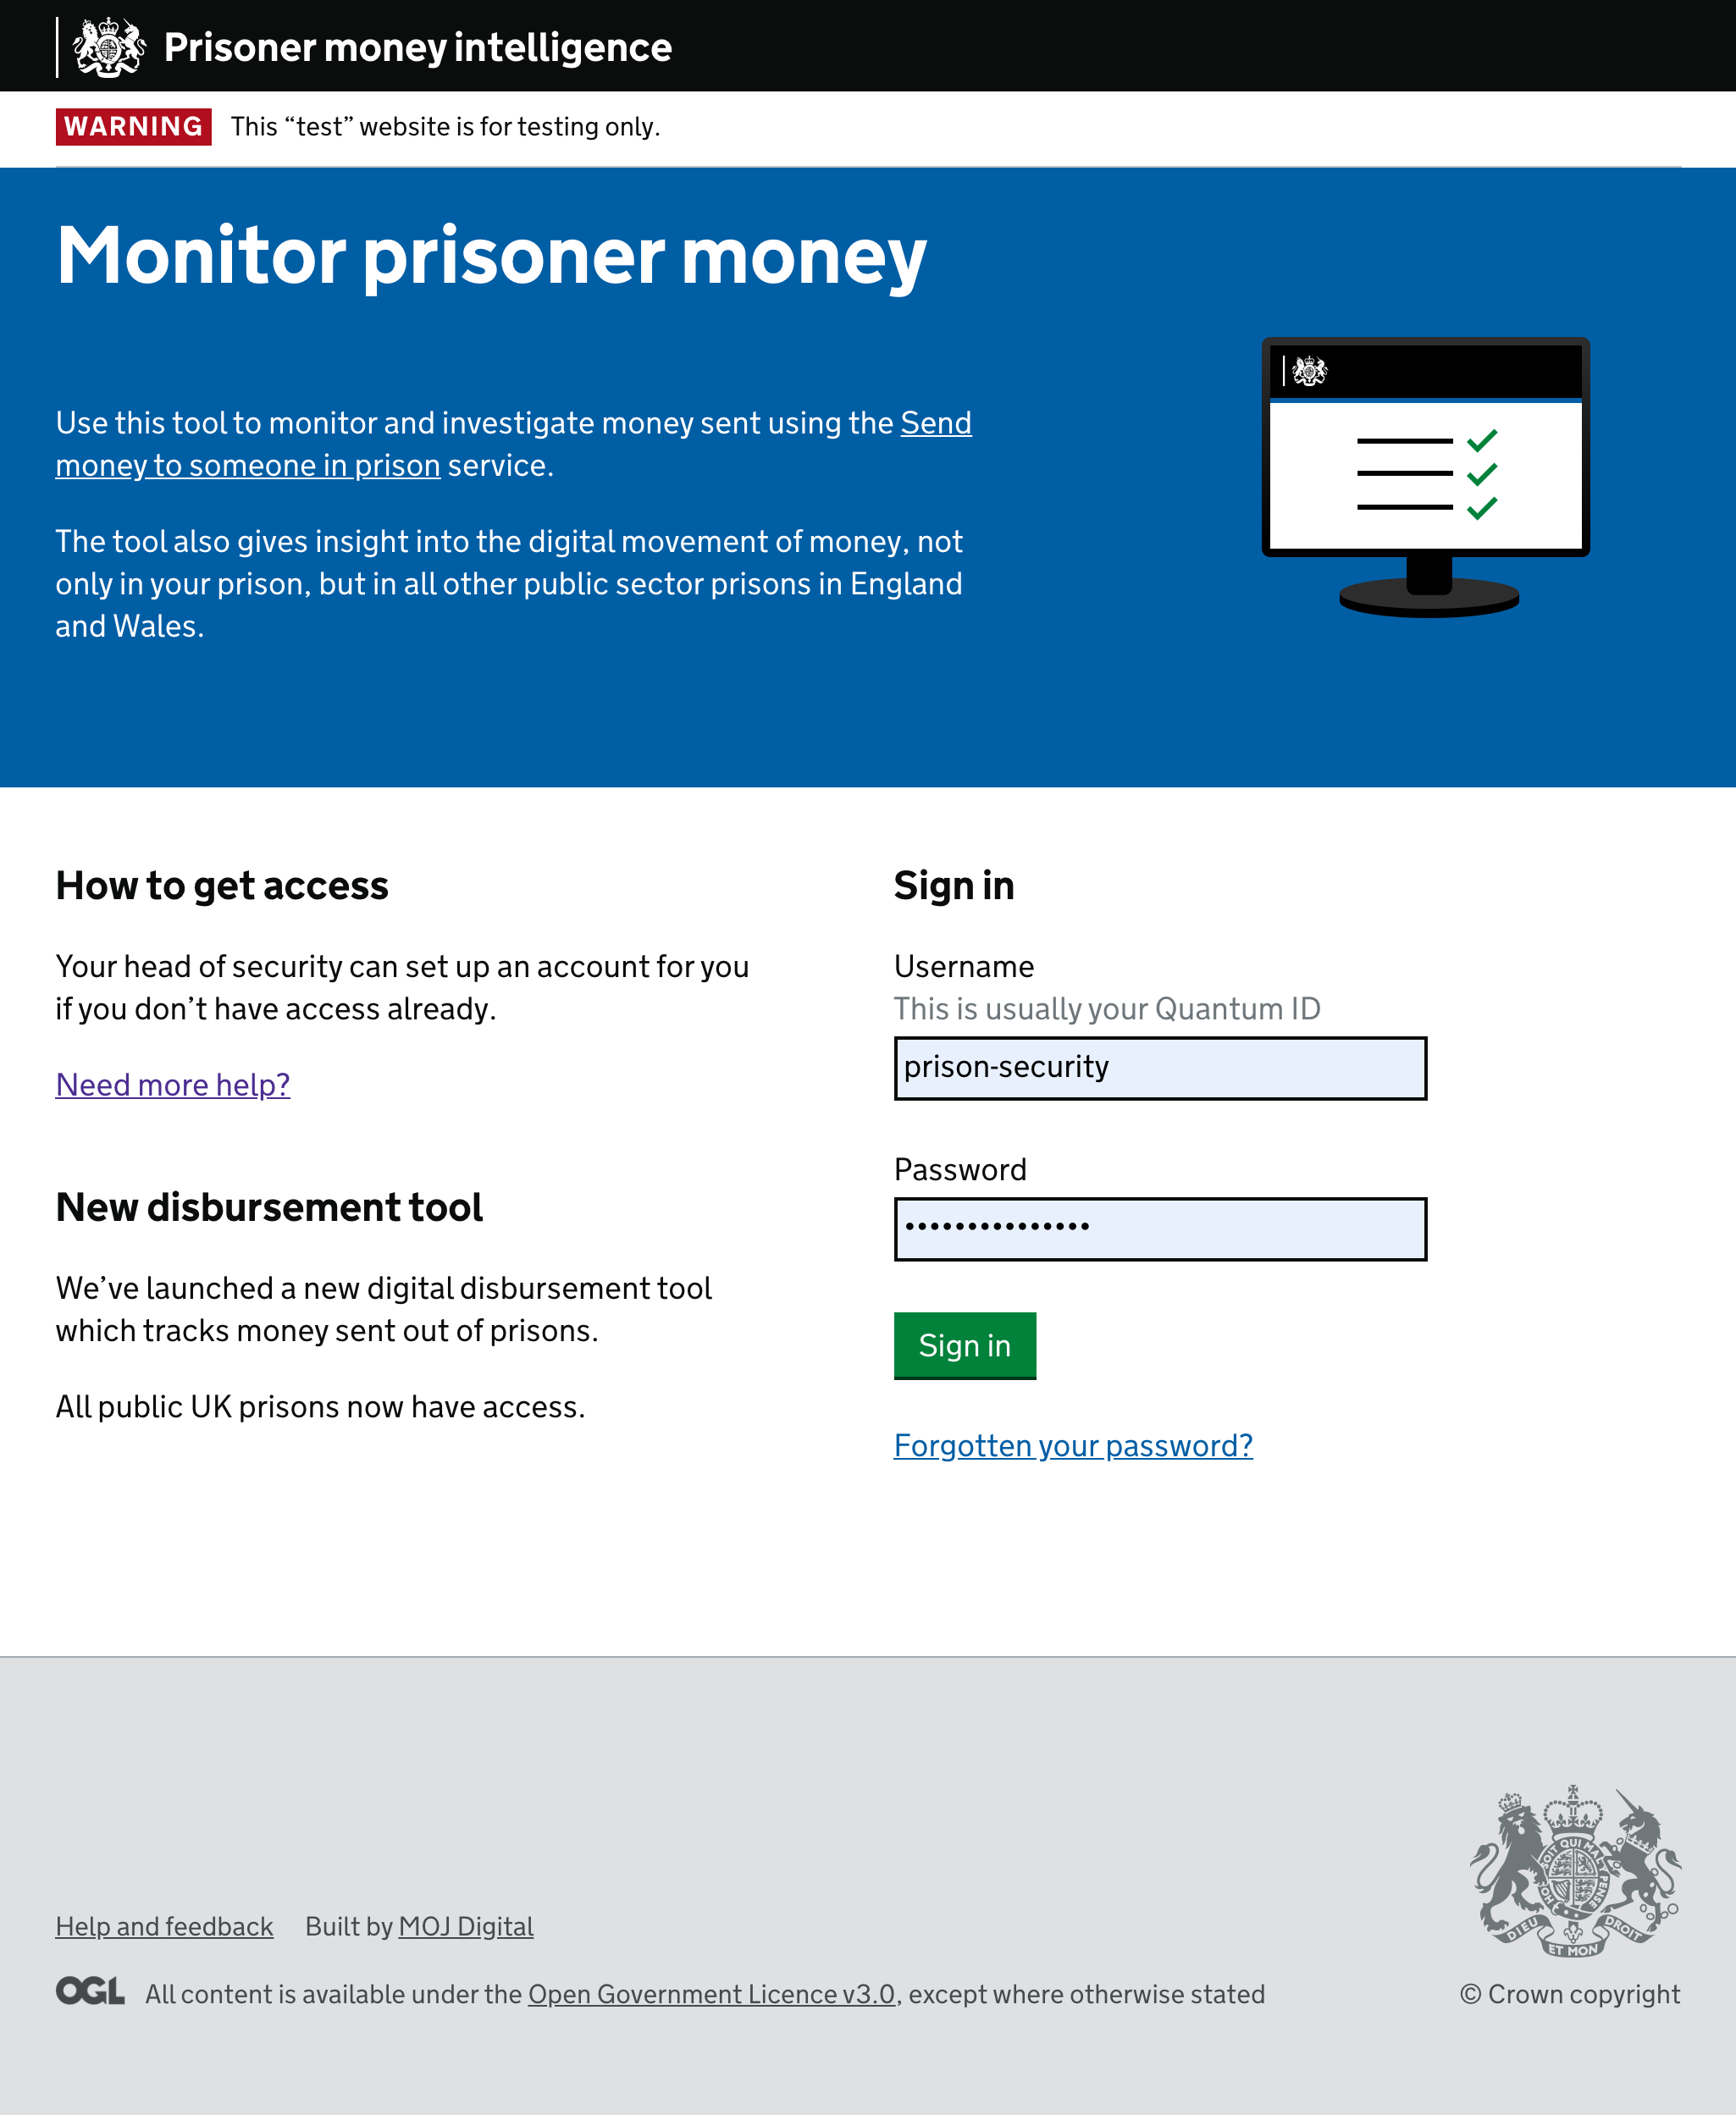 Prisoner money intelligence
WARNING This “test” website is for testing only.
Monitor prisoner money
Use this tool to monitor and investigate money sent using the Send
money to someone in prison service.
The tool also gives insight into the digital movement of money, not
only in your prison, but in all other public sector prisons in England
and Wales.
How to get access
Your head of security can set up an account for you
if you don’t have access already.
Need more help?
New disbursement tool
We’ve launched a new digital disbursement tool
which tracks money sent out of prisons.
All public UK prisons now have access.
Sign in
Username
This is usually your Quantum ID
prison-security
Password
•••••••••••••••
Sign in
Forgotten your password?
Help and feedback Built by MOJ Digital
OGL All content is available under the Open Government Licence v3.0, except where otherwise stated
DIEU ET MON DROIT
© Crown copyright